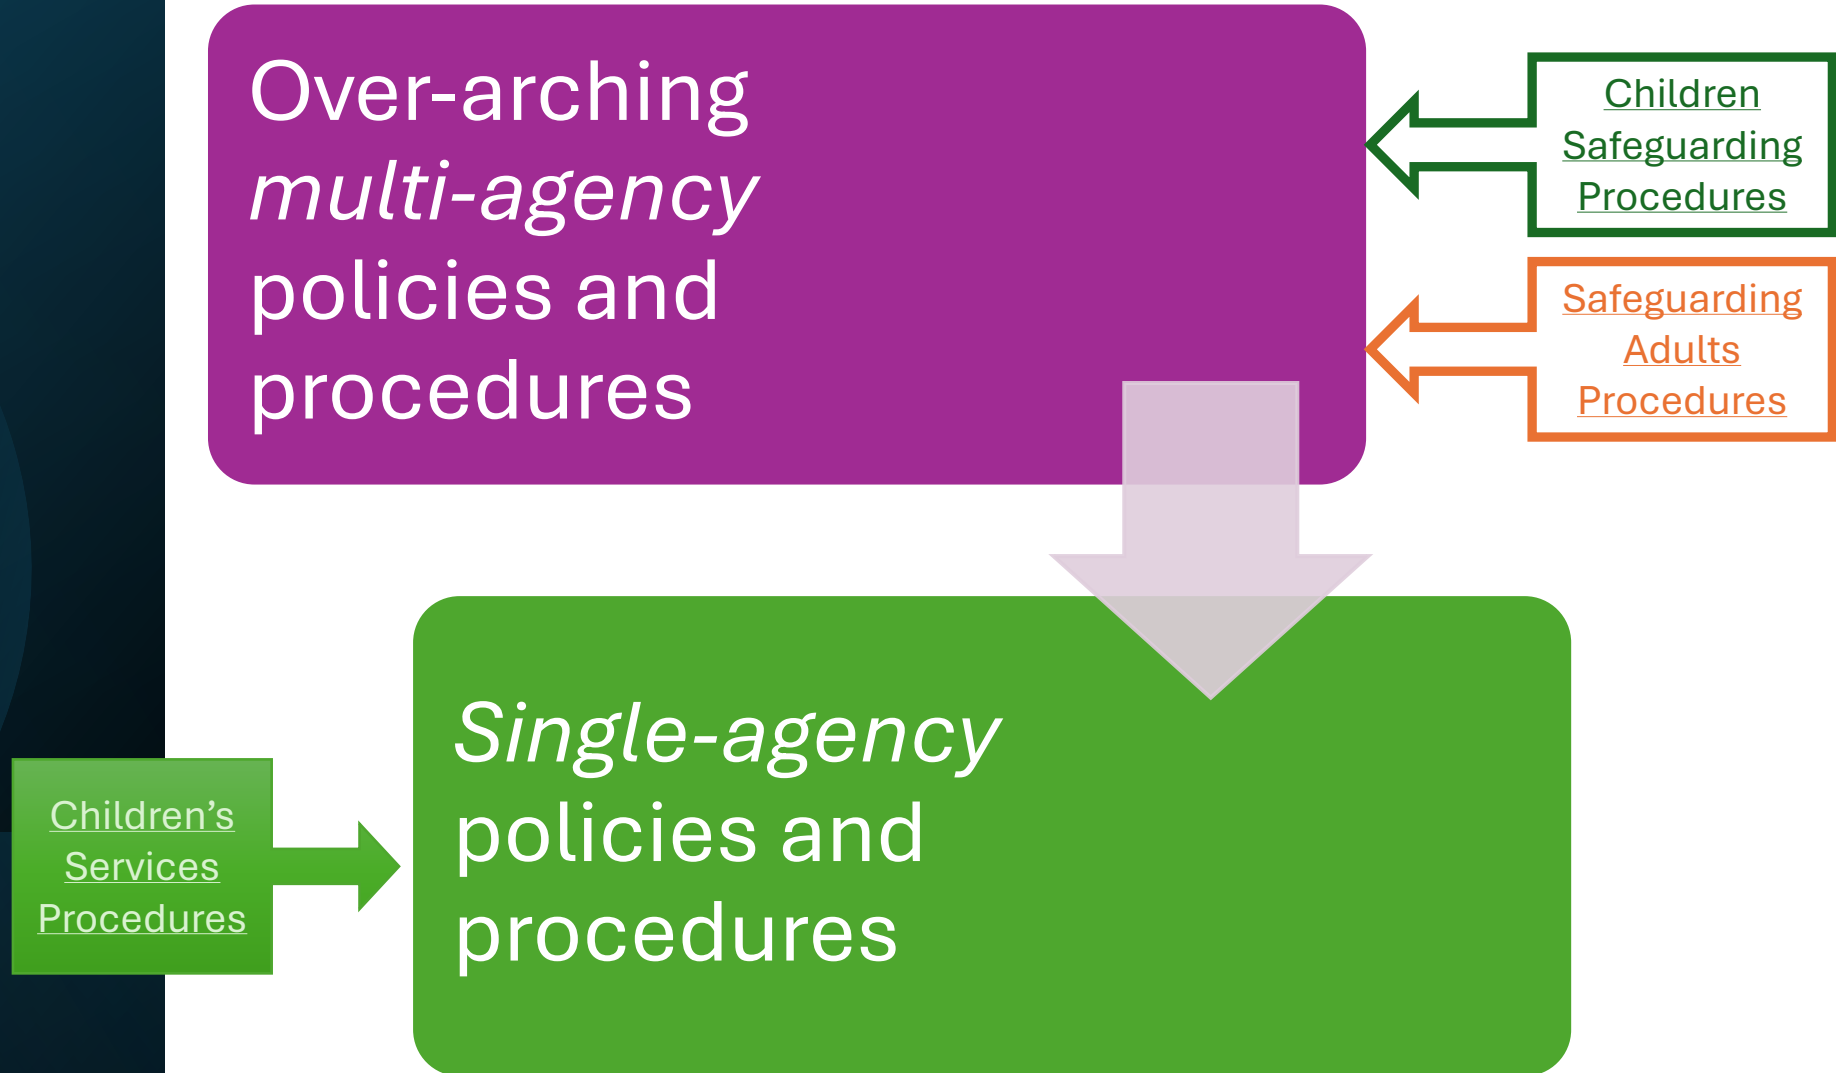 Over-arching
multi-agency
policies and
procedures
Children
Safeguarding
Procedures
Safeguarding
Adults
Procedures
Single-agency
policies and
procedures
Children’s
Services
Procedures